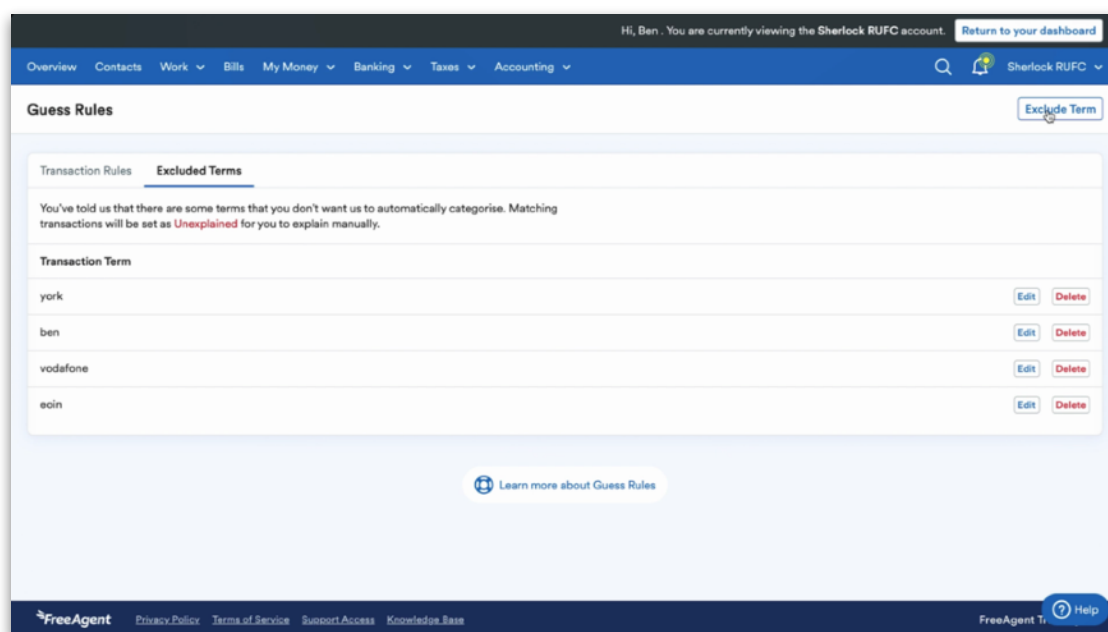 Hi, Ben . You are currently viewing the Sherlock RUFC account. Return to your dashboard
Overview Contacts Work Bills My Money Banking Taxes Accounting Sherlock RUFC
Guess Rules Exclude Term
Transaction Rules Excluded Terms
You've told us that there are some terms that you don't want us to automatically categorise. Matching
transactions will be set as Unexplained for you to explain manually.
Transaction Term
york Edit Delete
ben Edit Delete
vodafone Edit Delete
eoin Edit Delete
Learn more about Guess Rules
FreeAgent Privacy Policy Terms of Service Support Access Knowledge Base FreeAgent Help